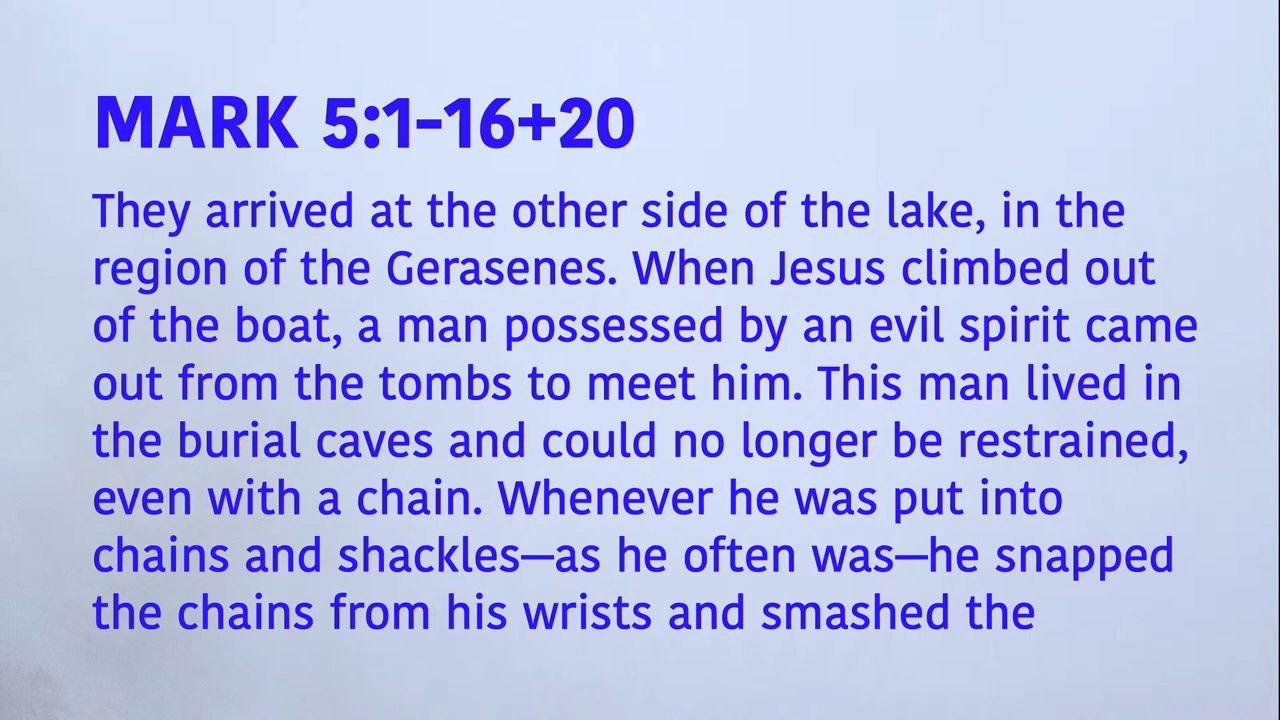 MARK 5:1-16+20
They arrived at the other side of the lake, in the
region of the Gerasenes. When Jesus climbed out
of the boat, a man possessed by an evil spirit came
out from the tombs to meet him. This man lived in
the burial caves and could no longer be restrained,
even with a chain. Whenever he was put into
chains and shackles—as he often was—he snapped
the chains from his wrists and smashed the